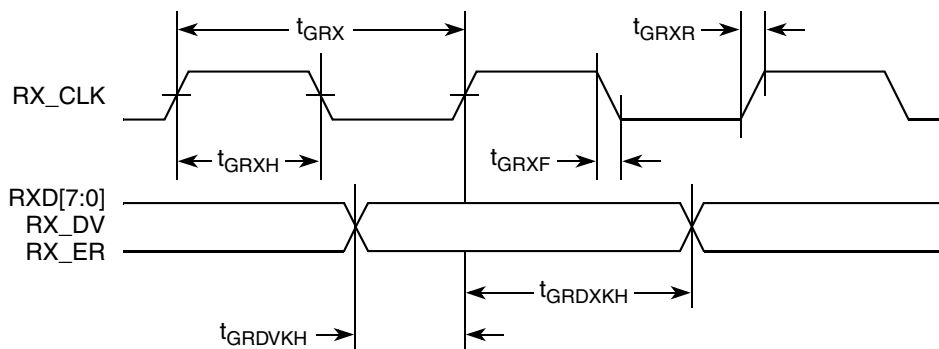 tGRX
tGRXR
RX_CLK
tGRXH
tGRXF
RXD[7:0]
RX_DV
RX_ER
tGRDXKH
tGRDVKH